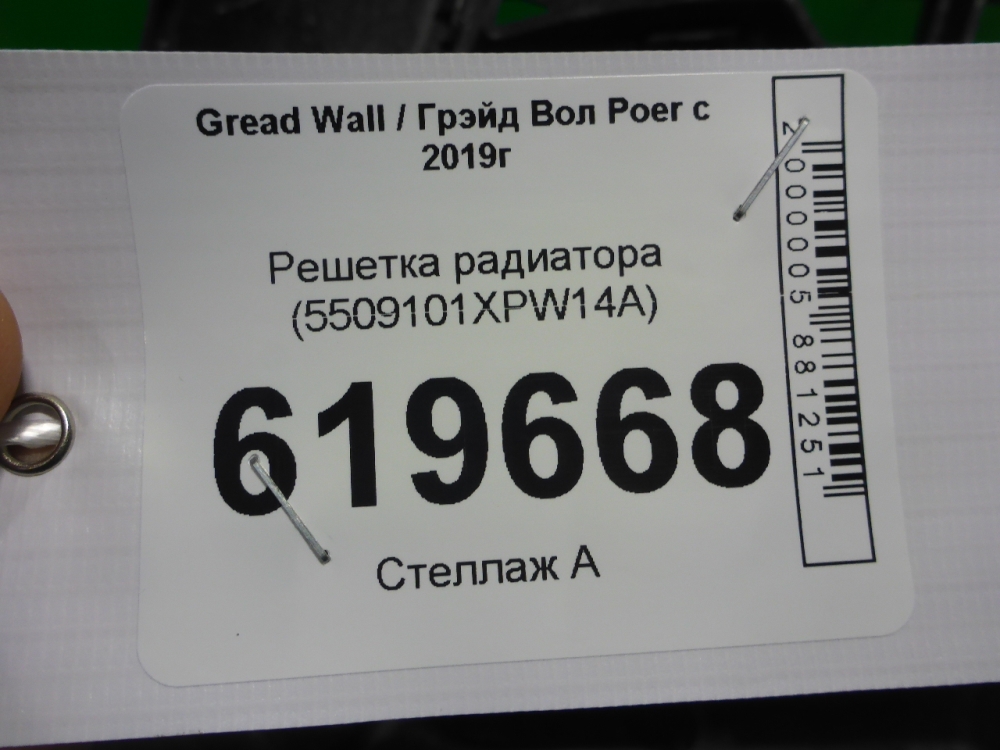 Gread Wall / Грэйд Вол Poer с
2019г
Решетка радиатора
(5509101XPW14A)
619668
Стеллаж А
2000005881251